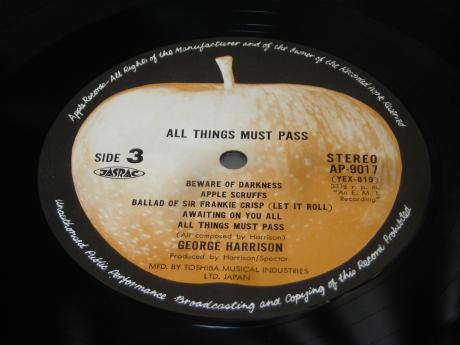 Apple Records-All Rights of the Manufacturer and of the Owner of the Recorded Work Reserved
ALL THINGS MUST PASS
SIDE 3
JASRAC
STEREO
AP-9017
(YEX-819)
33⅓ r. p. m.
"An E. M. I.
Recording"
BEWARE OF DARKNESS
APPLE SCRUFFS
BALLAD OF SIR FRANKIE CRISP (LET IT ROLL)
AWAITING ON YOU ALL
ALL THINGS MUST PASS
(All composed by Harrison)
GEORGE HARRISON
Produced by Harrison/Spector
MFD. BY TOSHIBA MUSICAL INDUSTRIES
LTD. JAPAN
Unauthorized Public Performance Broadcasting and Copying of this Record Prohibited